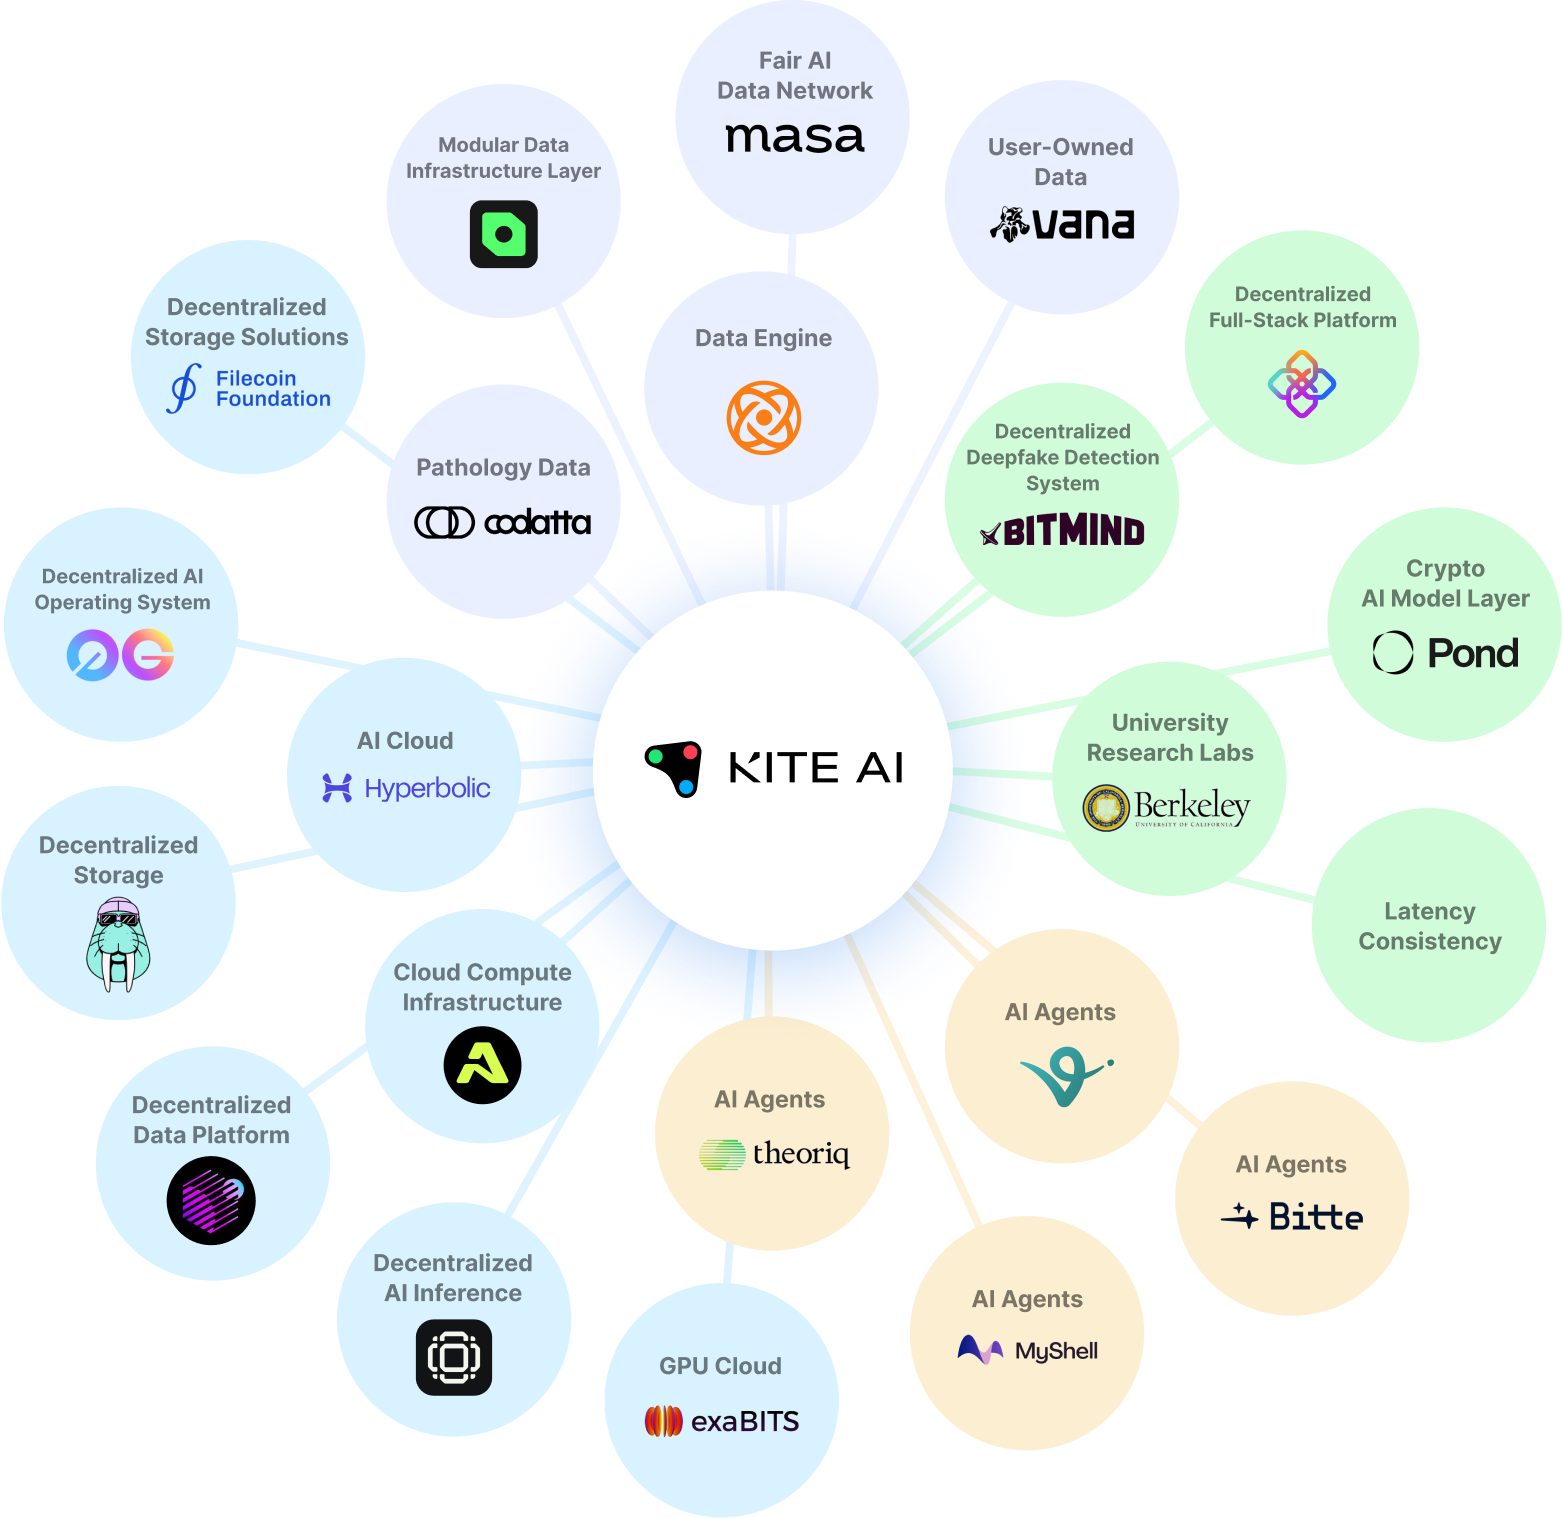 Fair AI
Data Network
masa
Modular Data
Infrastructure Layer
User-Owned
Data
vana
Decentralized
Storage Solutions
Filecoin
Foundation
Data Engine
Decentralized
Full-Stack Platform
Pathology Data
codatta
Decentralized
Deepfake Detection
System
BITMIND
Decentralized AI
Operating System
0G
Crypto
AI Model Layer
Pond
AI Cloud
Hyperbolic
KITE AI
University
Research Labs
Berkeley
UNIVERSITY OF CALIFORNIA
Decentralized
Storage
Latency
Consistency
Cloud Compute
Infrastructure
AI Agents
Decentralized
Data Platform
AI Agents
theoriq
AI Agents
Bitte
Decentralized
AI Inference
AI Agents
MyShell
GPU Cloud
exaBITS